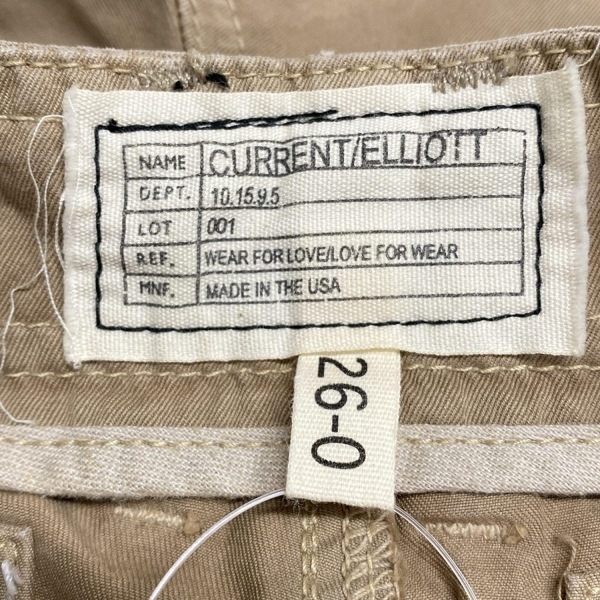 NAME CURRENT/ELLIOTT
DEPT. 10.15.9.5
LOT 001
REF. WEAR FOR LOVE/LOVE FOR WEAR
MNF. MADE IN THE USA
26-0